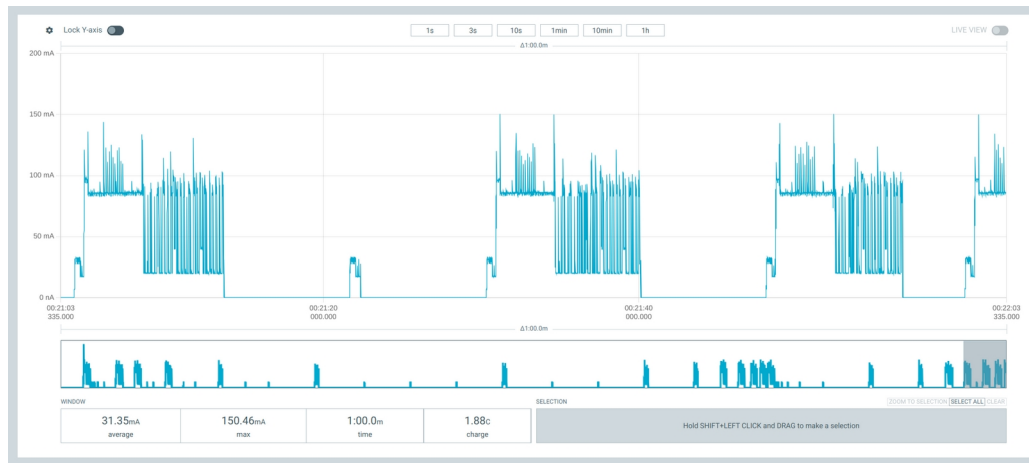 Lock Y-axis 1s 3s 10s 1min 10min 1h LIVE VIEW
Δ1:00.0m
200 mA
150 mA
100 mA
50 mA
0 nA
00:21:03 00:21:20 00:21:40 00:22:03
335.000 000.000 000.000 335.000
Δ1:00.0m
WINDOW SELECTION ZOOM TO SELECTION SELECT ALL CLEAR
31.35mA 150.46mA 1:00.0m 1.88c
average max time charge
Hold SHIFT+LEFT CLICK and DRAG to make a selection